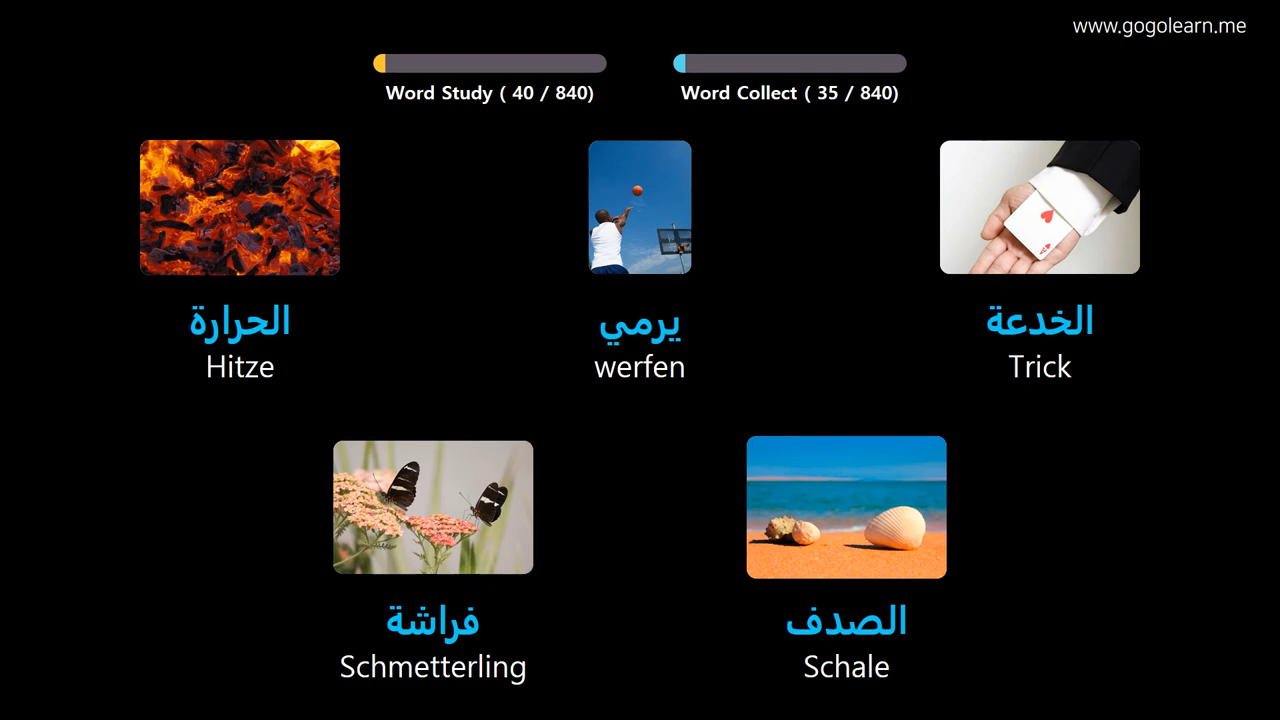 www.gogolearn.me
Word Study ( 40 / 840)
Word Collect ( 35 / 840)
الحرارة
Hitze
يرمي
werfen
الخدعة
Trick
فراشة
Schmetterling
الصدف
Schale